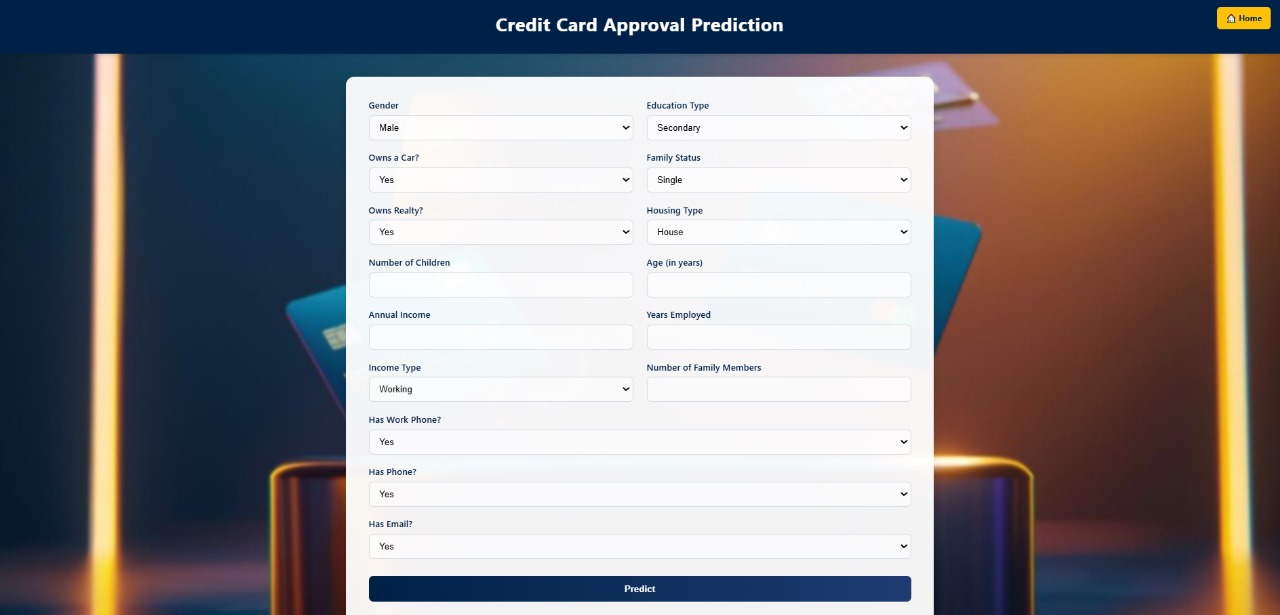 Credit Card Approval Prediction
Home
Gender
Education Type
Male
Secondary
Owns a Car?
Family Status
Yes
Single
Owns Realty?
Housing Type
Yes
House
Number of Children
Age (in years)
Annual Income
Years Employed
Income Type
Number of Family Members
Working
Has Work Phone?
Yes
Has Phone?
Yes
Has Email?
Yes
Predict